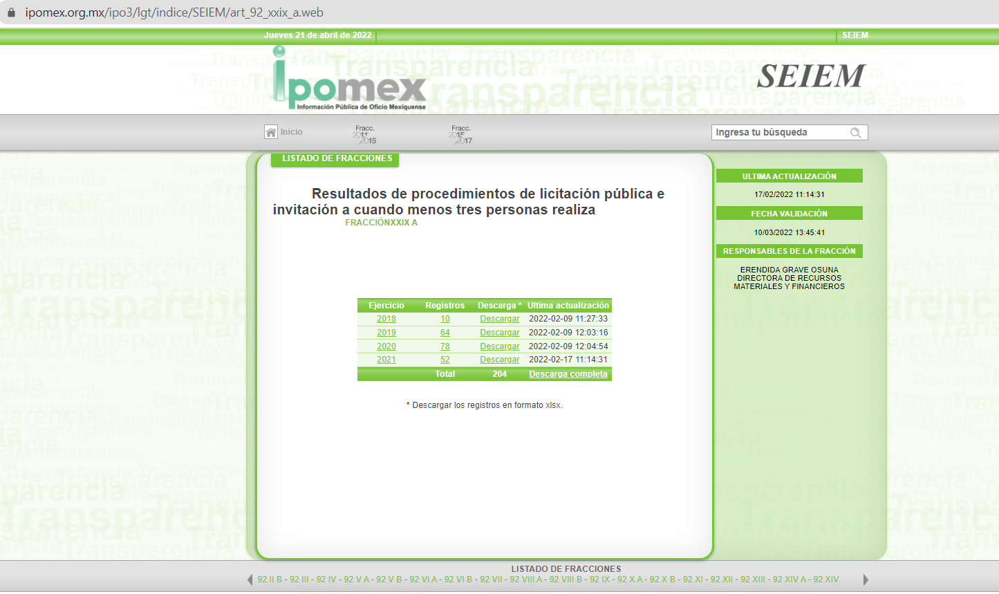 ipomex.org.mx/ipo3/lgt/indice/SEIEM/art_92_xxix_a.web
Jueves 21 de abril de 2022
SEIEM
Transparencia
ipomex
Información Pública de Oficio Mexiquense
SEIEM
Inicio
Fracc.
2011
2015
Fracc.
2015
2017
Ingresa tu búsqueda
LISTADO DE FRACCIONES
Resultados de procedimientos de licitación pública e
invitación a cuando menos tres personas realiza
FRACCIÓNXXIX A
ULTIMA ACTUALIZACIÓN
17/02/2022 11:14:31
FECHA VALIDACIÓN
10/03/2022 13:45:41
RESPONSABLES DE LA FRACCIÓN
ERENDIDA GRAVE OSUNA
DIRECTORA DE RECURSOS
MATERIALES Y FINANCIEROS
Ejercicio Registros Descarga * Ultima actualización
2018 10 Descargar 2022-02-09 11:27:33
2019 64 Descargar 2022-02-09 12:03:16
2020 78 Descargar 2022-02-09 12:04:54
2021 52 Descargar 2022-02-17 11:14:31
Total 204 Descarga completa
* Descargar los registros en formato xlsx.
LISTADO DE FRACCIONES
92 II B - 92 III - 92 IV - 92 V A - 92 V B - 92 VI A - 92 VI B - 92 VII - 92 VIII A - 92 VIII B - 92 IX - 92 X A - 92 X B - 92 XI - 92 XII - 92 XIII - 92 XIV A - 92 XIV